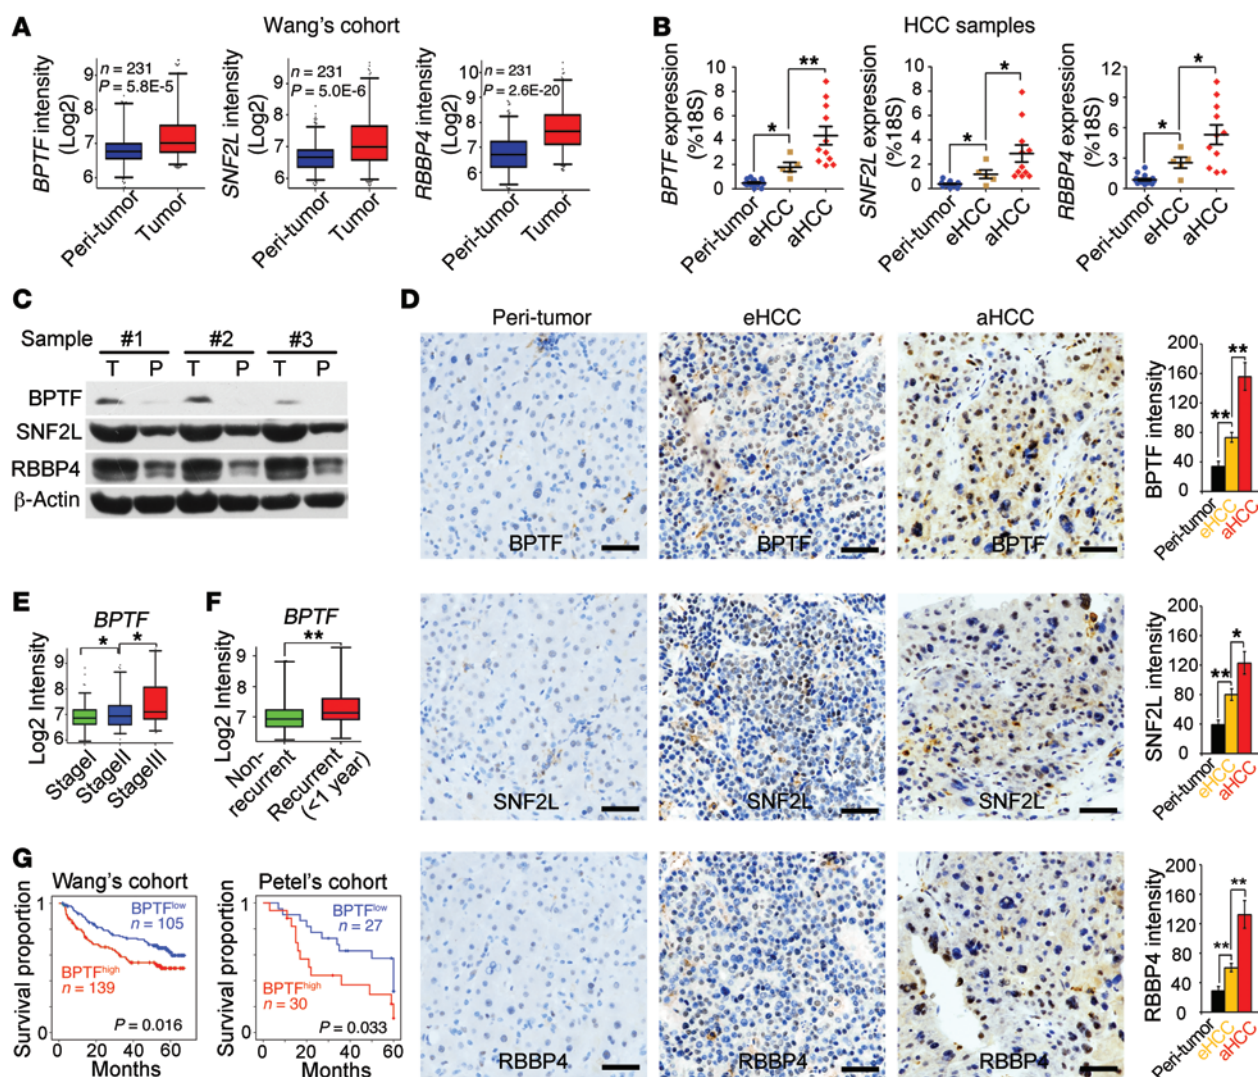 A
Wang's cohort
BPTF intensity
(Log2)
n = 231
P = 5.8E-5
9
8
7
6
Peri-tumor
Tumor
SNF2L intensity
(Log2)
n = 231
P = 5.0E-6
9
8
7
6
Peri-tumor
Tumor
RBBP4 intensity
(Log2)
n = 231
P = 2.6E-20
10
9
8
7
6
Peri-tumor
Tumor
B
HCC samples
BPTF expression
(%18S)
10
8
6
4
2
0
*
**
Peri-tumor
eHCC
aHCC
SNF2L expression
(%18S)
10
8
6
4
2
0
*
*
Peri-tumor
eHCC
aHCC
RBBP4 expression
(%18S)
12
9
6
3
0
*
*
Peri-tumor
eHCC
aHCC
C
Sample #1 #2 #3
T P T P T P
BPTF
SNF2L
RBBP4
β-Actin
D
Peri-tumor eHCC aHCC
BPTF BPTF BPTF
BPTF intensity
200
160
120
80
40
0
**
**
Peri-tumor
eHCC
aHCC
SNF2L SNF2L SNF2L
SNF2L intensity
200
160
120
80
40
0
**
*
Peri-tumor
eHCC
aHCC
RBBP4 RBBP4 RBBP4
RBBP4 intensity
200
160
120
80
40
0
**
**
Peri-tumor
eHCC
aHCC
E
BPTF
Log2 Intensity
9
8
7
6
*
*
StageI
StageII
StageIII
F
BPTF
Log2 Intensity
9
8
7
**
Non-
recurrent
Recurrent
(<1 year)
G
Wang's cohort
Survival proportion
1
0
BPTFlow
n = 105
BPTFhigh
n = 139
P = 0.016
0 20 40 60
Months
Petel's cohort
Survival proportion
1
0
BPTFlow
n = 27
BPTFhigh
n = 30
P = 0.033
0 20 40 60
Months